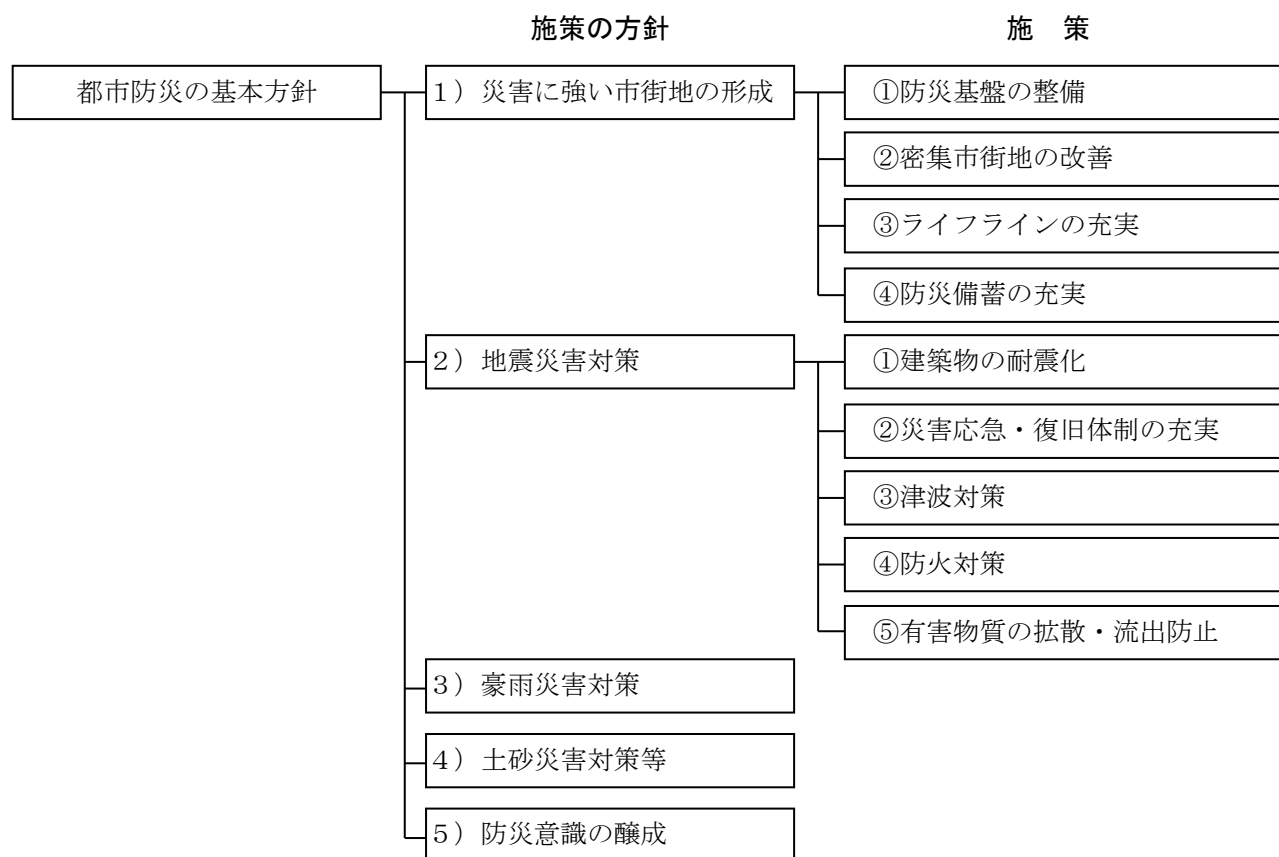 施策の方針
施　策
都市防災の基本方針
１）災害に強い市街地の形成
①防災基盤の整備
②密集市街地の改善
③ライフラインの充実
④防災備蓄の充実
２）地震災害対策
①建築物の耐震化
②災害応急・復旧体制の充実
③津波対策
④防火対策
⑤有害物質の拡散・流出防止
３）豪雨災害対策
４）土砂災害対策等
５）防災意識の醸成